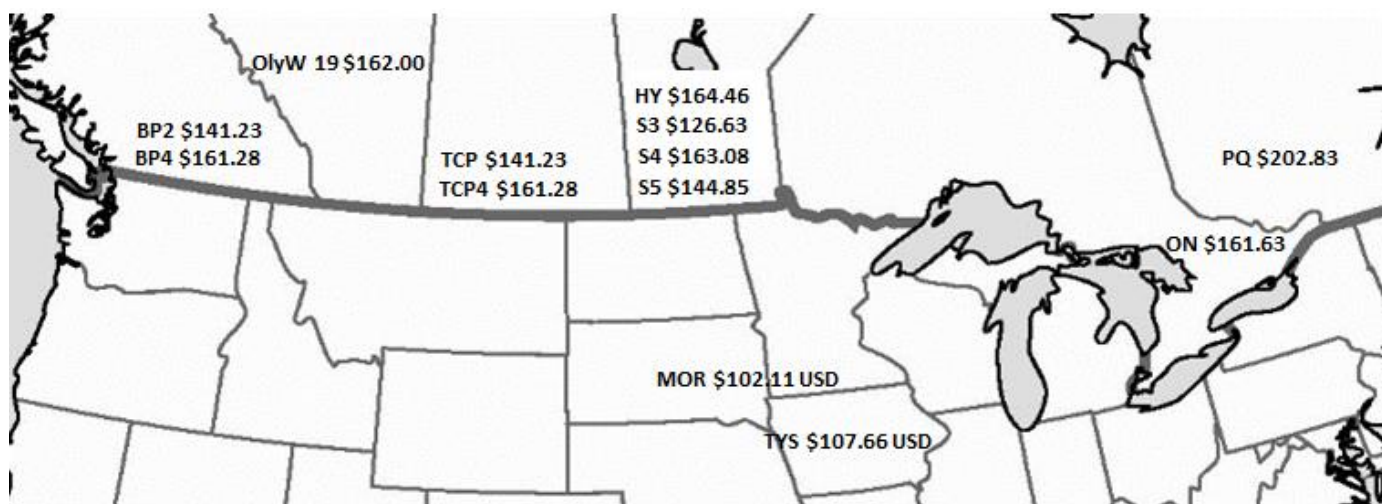 OlyW 19 $162.00
BP2 $141.23
BP4 $161.28
TCP $141.23
TCP4 $161.28
HY $164.46
S3 $126.63
S4 $163.08
S5 $144.85
PQ $202.83
ON $161.63
MOR $102.11 USD
TYS $107.66 USD